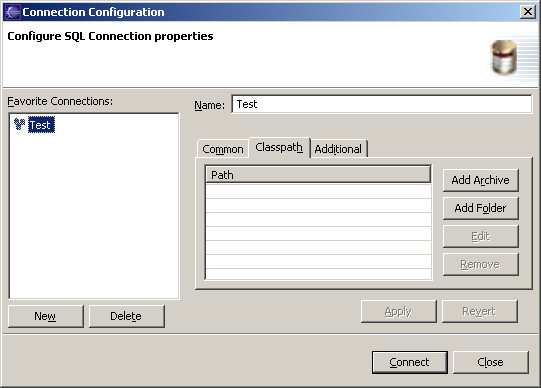 Connection Configuration
Configure SQL Connection properties
Favorite Connections:
Test
New
Delete
Name:
Test
Common
Classpath
Additional
Path
Add Archive
Add Folder
Edit
Remove
Apply
Revert
Connect
Close